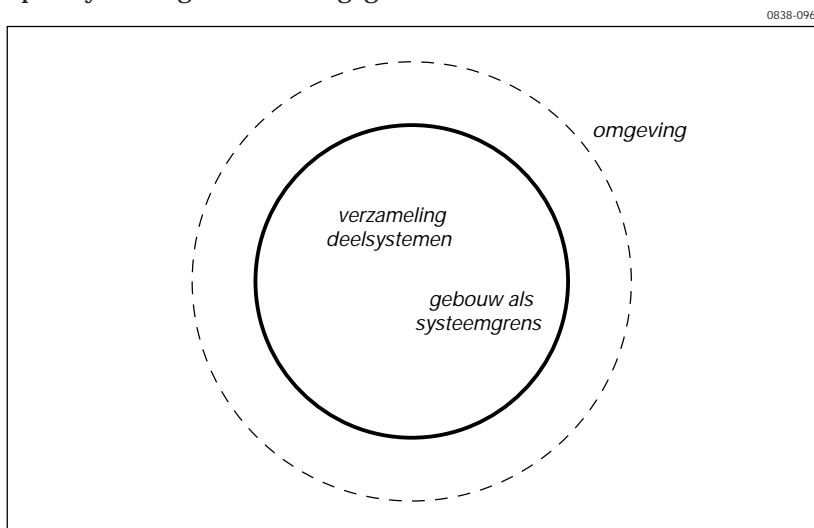 0838-096
omgeving
verzameling
deelsystemen
gebouw als
systeemgrens